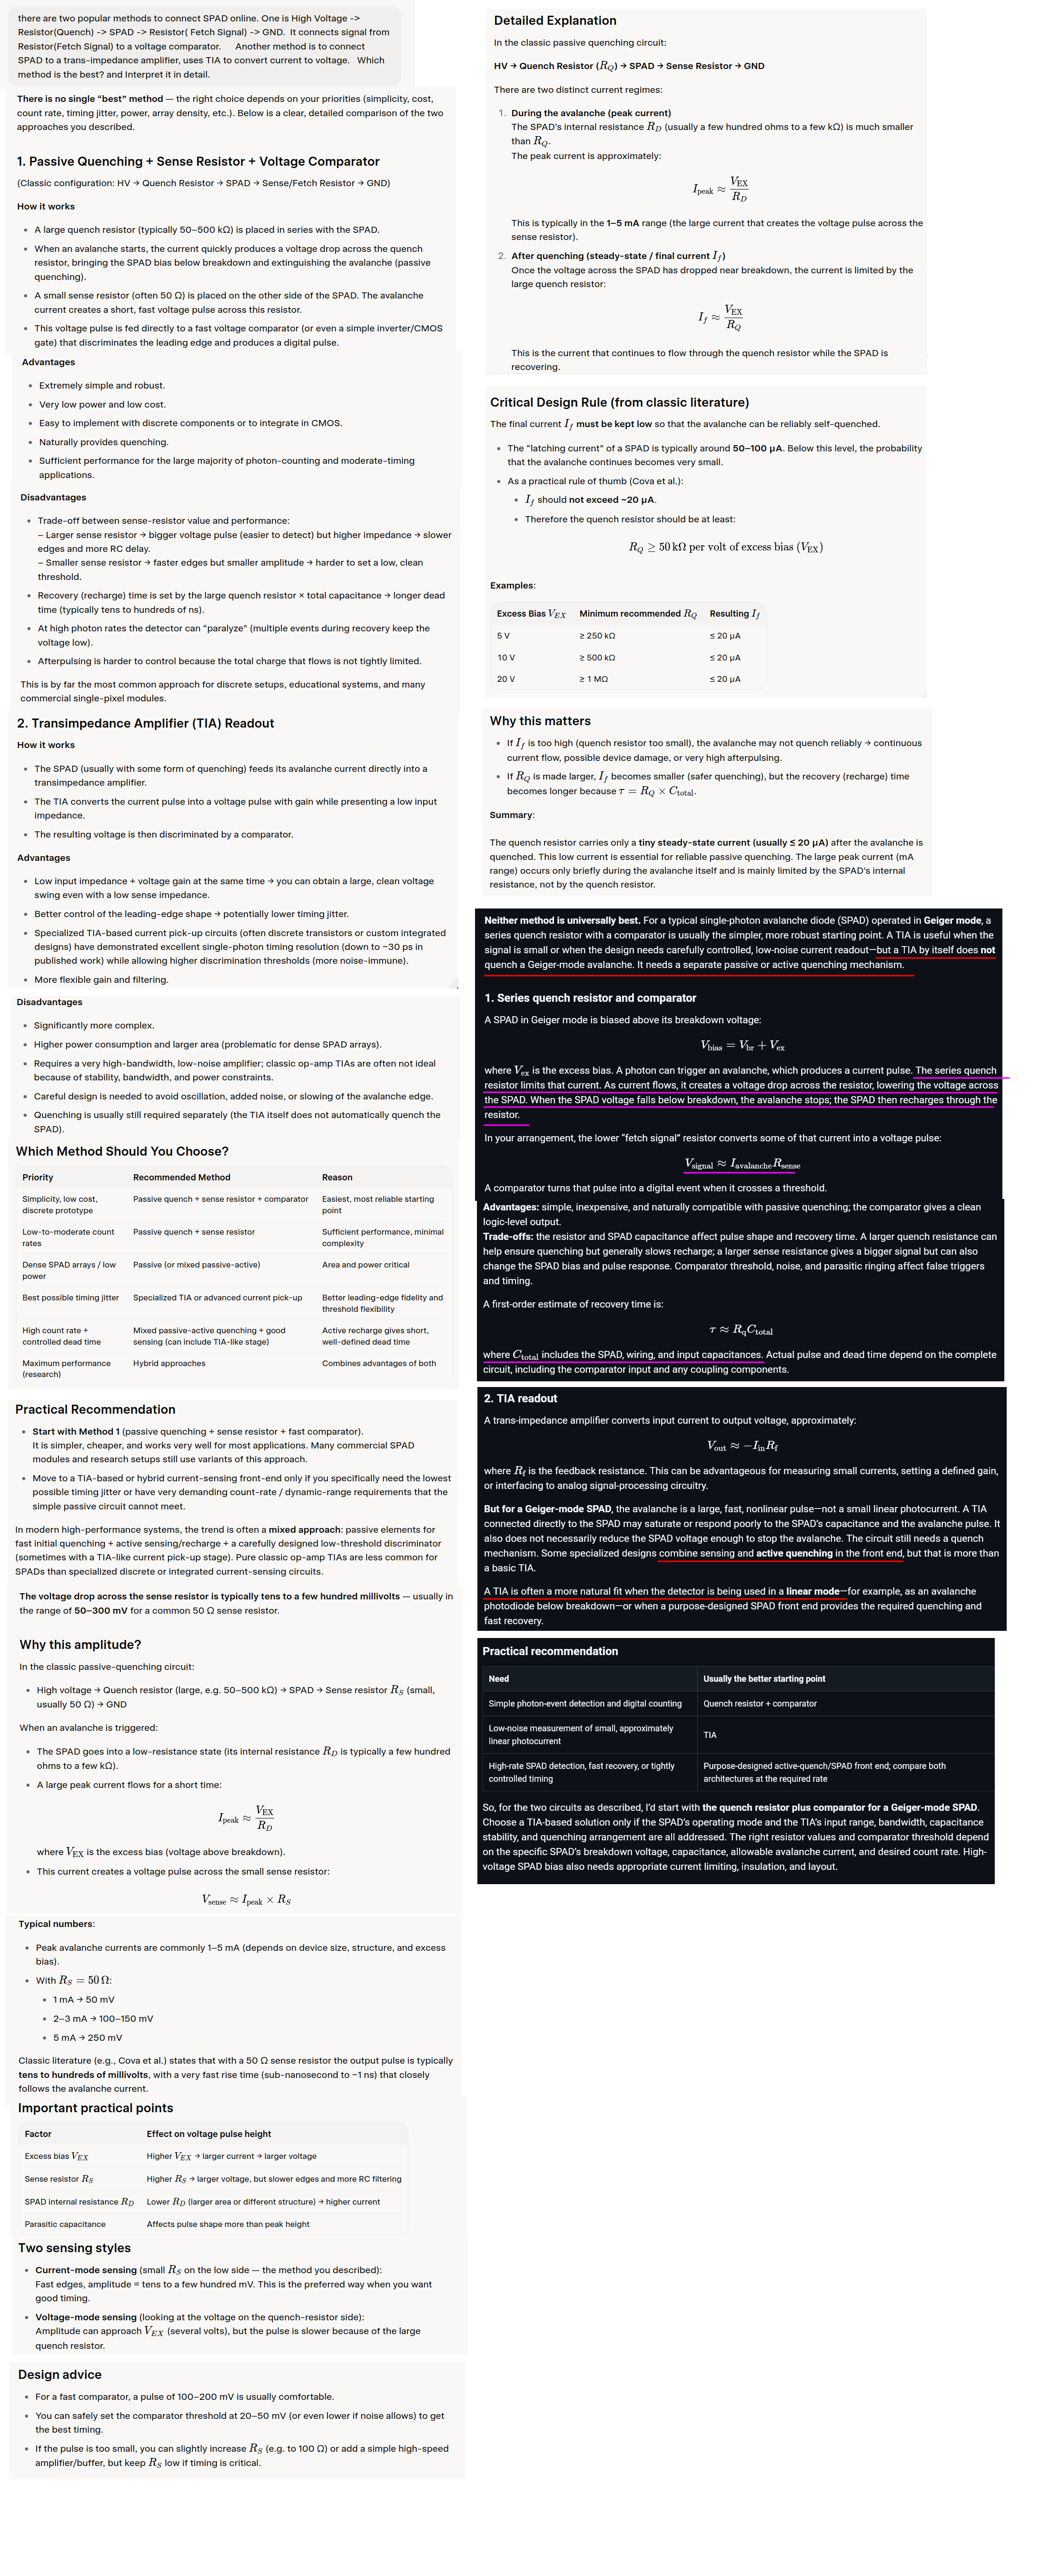 there are two popular methods to connect SPAD online. One is High Voltage ->
Resistor(Quench) -> SPAD -> Resistor( Fetch Signal) -> GND.  It connects signal from
Resistor(Fetch Signal) to a voltage comparator.      Another method is to connect
SPAD to a trans-impedance amplifier, uses TIA to convert current to voltage.   Which
method is the best? and Interpret it in detail.
There is no single “best” method — the right choice depends on your priorities (simplicity, cost,
count rate, timing jitter, power, array density, etc.). Below is a clear, detailed comparison of the two
approaches you described.
1. Passive Quenching + Sense Resistor + Voltage Comparator
(Classic configuration: HV → Quench Resistor → SPAD → Sense/Fetch Resistor → GND)
How it works
• A large quench resistor (typically 50–500 kΩ) is placed in series with the SPAD.
• When an avalanche starts, the current quickly produces a voltage drop across the quench
resistor, bringing the SPAD bias below breakdown and extinguishing the avalanche (passive
quenching).
• A small sense resistor (often 50 Ω) is placed on the other side of the SPAD. The avalanche
current creates a short, fast voltage pulse across this resistor.
• This voltage pulse is fed directly to a fast voltage comparator (or even a simple inverter/CMOS
gate) that discriminates the leading edge and produces a digital pulse.
Advantages
• Extremely simple and robust.
• Very low power and low cost.
• Easy to implement with discrete components or to integrate in CMOS.
• Naturally provides quenching.
• Sufficient performance for the large majority of photon-counting and moderate-timing
applications.
Disadvantages
• Trade-off between sense-resistor value and performance:
– Larger sense resistor → bigger voltage pulse (easier to detect) but higher impedance → slower
edges and more RC delay.
– Smaller sense resistor → faster edges but smaller amplitude → harder to set a low, clean
threshold.
• Recovery (recharge) time is set by the large quench resistor × total capacitance → longer dead
time (typically tens to hundreds of ns).
• At high photon rates the detector can “paralyze” (multiple events during recovery keep the
voltage low).
• Afterpulsing is harder to control because the total charge that flows is not tightly limited.
This is by far the most common approach for discrete setups, educational systems, and many
commercial single-pixel modules.
2. Transimpedance Amplifier (TIA) Readout
How it works
• The SPAD (usually with some form of quenching) feeds its avalanche current directly into a
transimpedance amplifier.
• The TIA converts the current pulse into a voltage pulse with gain while presenting a low input
impedance.
• The resulting voltage is then discriminated by a comparator.
Advantages
• Low input impedance + voltage gain at the same time → you can obtain a large, clean voltage
swing even with a low sense impedance.
• Better control of the leading-edge shape → potentially lower timing jitter.
• Specialized TIA-based current pick-up circuits (often discrete transistors or custom integrated
designs) have demonstrated excellent single-photon timing resolution (down to ~30 ps in
published work) while allowing higher discrimination thresholds (more noise-immune).
• More flexible gain and filtering.
Disadvantages
• Significantly more complex.
• Higher power consumption and larger area (problematic for dense SPAD arrays).
• Requires a very high-bandwidth, low-noise amplifier; classic op-amp TIAs are often not ideal
because of stability, bandwidth, and power constraints.
• Careful design is needed to avoid oscillation, added noise, or slowing of the avalanche edge.
• Quenching is usually still required separately (the TIA itself does not automatically quench the
SPAD).
Which Method Should You Choose?
Priority Recommended Method Reason
Simplicity, low cost, discrete prototype Passive quench + sense resistor + comparator Easiest, most reliable starting point
Low-to-moderate count rates Passive quench + sense resistor Sufficient performance, minimal complexity
Dense SPAD arrays / low power Passive (or mixed passive-active) Area and power critical
Best possible timing jitter Specialized TIA or advanced current pick-up Better leading-edge fidelity and threshold flexibility
High count rate + controlled dead time Mixed passive-active quenching + good sensing (can include TIA-like stage) Active recharge gives short, well-defined dead time
Maximum performance (research) Hybrid approaches Combines advantages of both
Practical Recommendation
• Start with Method 1 (passive quenching + sense resistor + fast comparator).
It is simpler, cheaper, and works very well for most applications. Many commercial SPAD
modules and research setups still use variants of this approach.
• Move to a TIA-based or hybrid current-sensing front-end only if you specifically need the lowest
possible timing jitter or have very demanding count-rate / dynamic-range requirements that the
simple passive circuit cannot meet.
In modern high-performance systems, the trend is often a mixed approach: passive elements for
fast initial quenching + active sensing/recharge + a carefully designed low-threshold discriminator
(sometimes with a TIA-like current pick-up stage). Pure classic op-amp TIAs are less common for
SPADs than specialized discrete or integrated current-sensing circuits.
The voltage drop across the sense resistor is typically tens to a few hundred millivolts — usually in
the range of 50–300 mV for a common 50 Ω sense resistor.
Why this amplitude?
In the classic passive-quenching circuit:
• High voltage → Quench resistor (large, e.g. 50–500 kΩ) → SPAD → Sense resistor R_S (small,
usually 50 Ω) → GND
When an avalanche is triggered:
• The SPAD goes into a low-resistance state (its internal resistance R_D is typically a few hundred
ohms to a few kΩ).
• A large peak current flows for a short time:
I_peak ≈ V_EX / R_D
where V_EX is the excess bias (voltage above breakdown).
• This current creates a voltage pulse across the small sense resistor:
V_sense ≈ I_peak × R_S
Typical numbers:
• Peak avalanche currents are commonly 1–5 mA (depends on device size, structure, and excess
bias).
• With R_S = 50 Ω:
• 1 mA → 50 mV
• 2–3 mA → 100–150 mV
• 5 mA → 250 mV
Classic literature (e.g., Cova et al.) states that with a 50 Ω sense resistor the output pulse is typically
tens to hundreds of millivolts, with a very fast rise time (sub-nanosecond to ~1 ns) that closely
follows the avalanche current.
Important practical points
Factor Effect on voltage pulse height
Excess bias V_EX Higher V_EX → larger current → larger voltage
Sense resistor R_S Higher R_S → larger voltage, but slower edges and more RC filtering
SPAD internal resistance R_D Lower R_D (larger area or different structure) → higher current
Parasitic capacitance Affects pulse shape more than peak height
Two sensing styles
• Current-mode sensing (small R_S on the low side — the method you described):
Fast edges, amplitude = tens to a few hundred mV. This is the preferred way when you want
good timing.
• Voltage-mode sensing (looking at the voltage on the quench-resistor side):
Amplitude can approach V_EX (several volts), but the pulse is slower because of the large
quench resistor.
Design advice
• For a fast comparator, a pulse of 100–200 mV is usually comfortable.
• You can safely set the comparator threshold at 20–50 mV (or even lower if noise allows) to get
the best timing.
• If the pulse is too small, you can slightly increase R_S (e.g. to 100 Ω) or add a simple high-speed
amplifier/buffer, but keep R_S low if timing is critical.
Detailed Explanation
In the classic passive quenching circuit:
HV → Quench Resistor (R_Q) → SPAD → Sense Resistor → GND
There are two distinct current regimes:
1. During the avalanche (peak current)
The SPAD's internal resistance R_D (usually a few hundred ohms to a few kΩ) is much smaller
than R_Q.
The peak current is approximately:
I_peak ≈ V_EX / R_D
This is typically in the 1–5 mA range (the large current that creates the voltage pulse across the
sense resistor).
2. After quenching (steady-state / final current I_f)
Once the voltage across the SPAD has dropped near breakdown, the current is limited by the
large quench resistor:
I_f ≈ V_EX / R_Q
This is the current that continues to flow through the quench resistor while the SPAD is
recovering.
Critical Design Rule (from classic literature)
The final current I_f must be kept low so that the avalanche can be reliably self-quenched.
• The “latching current” of a SPAD is typically around 50–100 µA. Below this level, the probability
that the avalanche continues becomes very small.
• As a practical rule of thumb (Cova et al.):
• I_f should not exceed ~20 µA.
• Therefore the quench resistor should be at least:
R_Q ≥ 50 kΩ per volt of excess bias (V_EX)
Examples:
Excess Bias V_EX Minimum recommended R_Q Resulting I_f
5 V ≥ 250 kΩ ≤ 20 µA
10 V ≥ 500 kΩ ≤ 20 µA
20 V ≥ 1 MΩ ≤ 20 µA
Why this matters
• If I_f is too high (quench resistor too small), the avalanche may not quench reliably → continuous
current flow, possible device damage, or very high afterpulsing.
• If R_Q is made larger, I_f becomes smaller (safer quenching), but the recovery (recharge) time
becomes longer because τ = R_Q × C_total.
Summary:
The quench resistor carries only a tiny steady-state current (usually ≤ 20 µA) after the avalanche is
quenched. This low current is essential for reliable passive quenching. The large peak current (mA
range) occurs only briefly during the avalanche itself and is mainly limited by the SPAD's internal
resistance, not by the quench resistor.
Neither method is universally best. For a typical single-photon avalanche diode (SPAD) operated in Geiger mode, a
series quench resistor with a comparator is usually the simpler, more robust starting point. A TIA is useful when the
signal is small or when the design needs carefully controlled, low-noise current readout—but a TIA by itself does not
quench a Geiger-mode avalanche. It needs a separate passive or active quenching mechanism.
1. Series quench resistor and comparator
A SPAD in Geiger mode is biased above its breakdown voltage:
V_bias = V_br + V_ex
where V_ex is the excess bias. A photon can trigger an avalanche, which produces a current pulse. The series quench
resistor limits that current. As current flows, it creates a voltage drop across the resistor, lowering the voltage across
the SPAD. When the SPAD voltage falls below breakdown, the avalanche stops; the SPAD then recharges through the
resistor.
In your arrangement, the lower “fetch signal” resistor converts some of that current into a voltage pulse:
V_signal ≈ I_avalanche R_sense
A comparator turns that pulse into a digital event when it crosses a threshold.
Advantages: simple, inexpensive, and naturally compatible with passive quenching; the comparator gives a clean
logic-level output.
Trade-offs: the resistor and SPAD capacitance affect pulse shape and recovery time. A larger quench resistance can
help ensure quenching but generally slows recharge; a larger sense resistance gives a bigger signal but can also
change the SPAD bias and pulse response. Comparator threshold, noise, and parasitic ringing affect false triggers
and timing.
A first-order estimate of recovery time is:
τ ≈ R_q C_total
where C_total includes the SPAD, wiring, and input capacitances. Actual pulse and dead time depend on the complete
circuit, including the comparator input and any coupling components.
2. TIA readout
A trans-impedance amplifier converts input current to output voltage, approximately:
V_out ≈ −I_in R_f
where R_f is the feedback resistance. This can be advantageous for measuring small currents, setting a defined gain,
or interfacing to analog signal-processing circuitry.
But for a Geiger-mode SPAD, the avalanche is a large, fast, nonlinear pulse—not a small linear photocurrent. A TIA
connected directly to the SPAD may saturate or respond poorly to the SPAD's capacitance and the avalanche pulse. It
also does not necessarily reduce the SPAD voltage enough to stop the avalanche. The circuit still needs a quench
mechanism. Some specialized designs combine sensing and active quenching in the front end, but that is more than
a basic TIA.
A TIA is often a more natural fit when the detector is being used in a linear mode—for example, as an avalanche
photodiode below breakdown—or when a purpose-designed SPAD front end provides the required quenching and
fast recovery.
Practical recommendation
Need Usually the better starting point
Simple photon-event detection and digital counting Quench resistor + comparator
Low-noise measurement of small, approximately linear photocurrent TIA
High-rate SPAD detection, fast recovery, or tightly controlled timing Purpose-designed active-quench/SPAD front end; compare both architectures at the required rate
So, for the two circuits as described, I'd start with the quench resistor plus comparator for a Geiger-mode SPAD.
Choose a TIA-based solution only if the SPAD's operating mode and the TIA's input range, bandwidth, capacitance
stability, and quenching arrangement are all addressed. The right resistor values and comparator threshold depend
on the specific SPAD's breakdown voltage, capacitance, allowable avalanche current, and desired count rate. High-
voltage SPAD bias also needs appropriate current limiting, insulation, and layout.